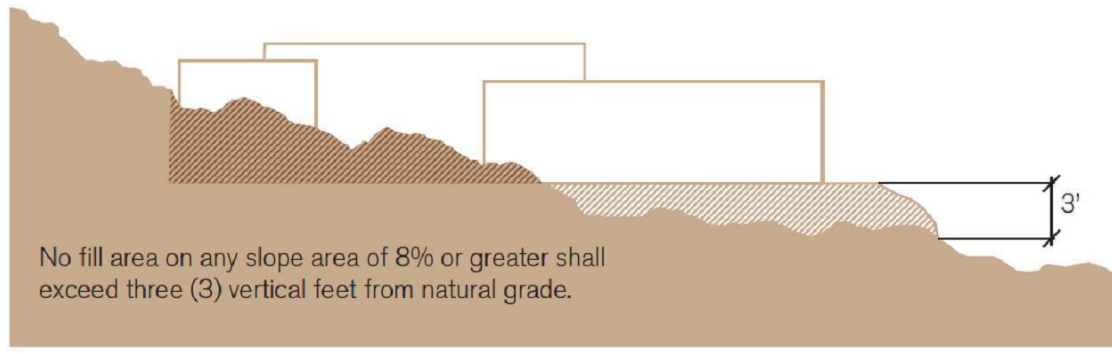 3'
No fill area on any slope area of 8% or greater shall
exceed three (3) vertical feet from natural grade.